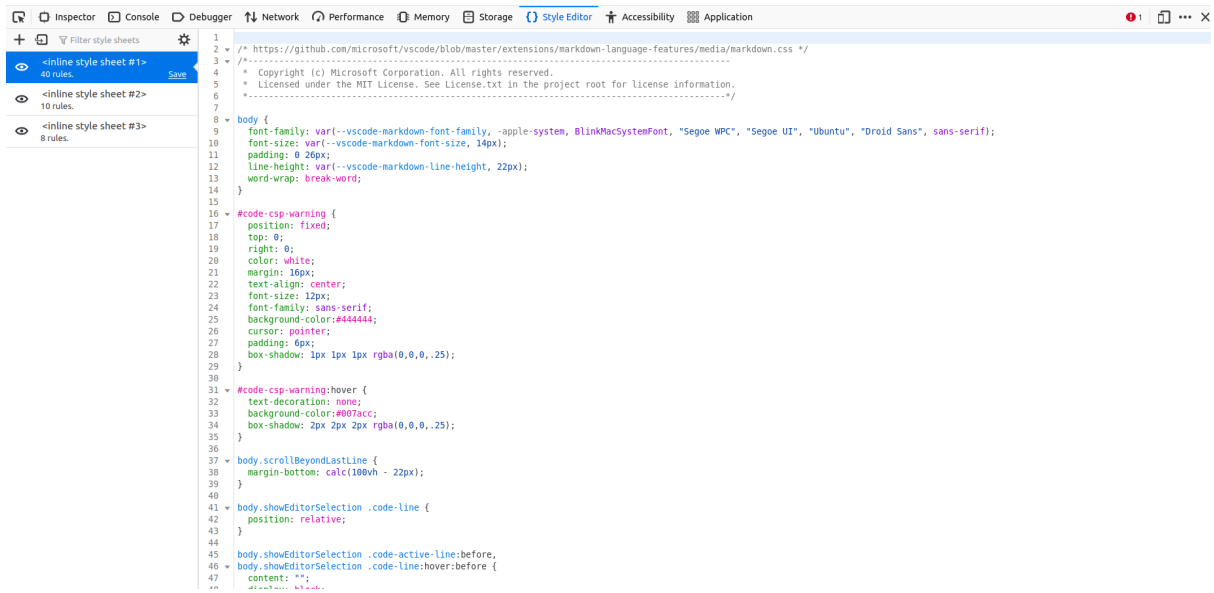 Inspector Console Debugger Network Performance Memory Storage Style Editor Accessibility Application 1
Filter style sheets
<inline style sheet #1>
40 rules. Save
<inline style sheet #2>
10 rules.
<inline style sheet #3>
8 rules.
1
2 /* https://github.com/microsoft/vscode/blob/master/extensions/markdown-language-features/media/markdown.css */
3 /*---------------------------------------------------------------------------------------------
4  *  Copyright (c) Microsoft Corporation. All rights reserved.
5  *  Licensed under the MIT License. See License.txt in the project root for license information.
6  *--------------------------------------------------------------------------------------------*/
7
8 body {
9   font-family: var(--vscode-markdown-font-family, -apple-system, BlinkMacSystemFont, "Segoe WPC", "Segoe UI", "Ubuntu", "Droid Sans", sans-serif);
10   font-size: var(--vscode-markdown-font-size, 14px);
11   padding: 0 26px;
12   line-height: var(--vscode-markdown-line-height, 22px);
13   word-wrap: break-word;
14 }
15
16 #code-csp-warning {
17   position: fixed;
18   top: 0;
19   right: 0;
20   color: white;
21   margin: 16px;
22   text-align: center;
23   font-size: 12px;
24   font-family: sans-serif;
25   background-color:#444444;
26   cursor: pointer;
27   padding: 6px;
28   box-shadow: 1px 1px 1px rgba(0,0,0,.25);
29 }
30
31 #code-csp-warning:hover {
32   text-decoration: none;
33   background-color:#007acc;
34   box-shadow: 2px 2px 2px rgba(0,0,0,.25);
35 }
36
37 body.scrollBeyondLastLine {
38   margin-bottom: calc(100vh - 22px);
39 }
40
41 body.showEditorSelection .code-line {
42   position: relative;
43 }
44
45 body.showEditorSelection .code-active-line:before,
46 body.showEditorSelection .code-line:hover:before {
47   content: "";